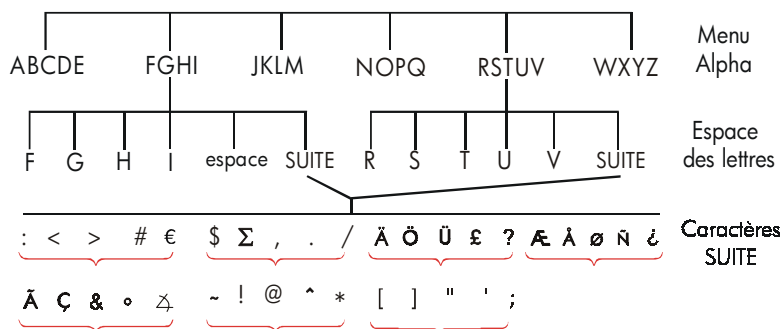 ABCDE FGHI JKLM NOPQ RSTUV WXYZ
Menu
Alpha
F G H I espace SUITE R S T U V SUITE
Espace
des lettres
: < > # € $ Σ , . / Ä Ö Ü £ ? Æ Å ø Ñ ¿
Caractères
SUITE
Ã Ç & ∘ ∡ ~ ! @ ^ * [ ] " ' ;